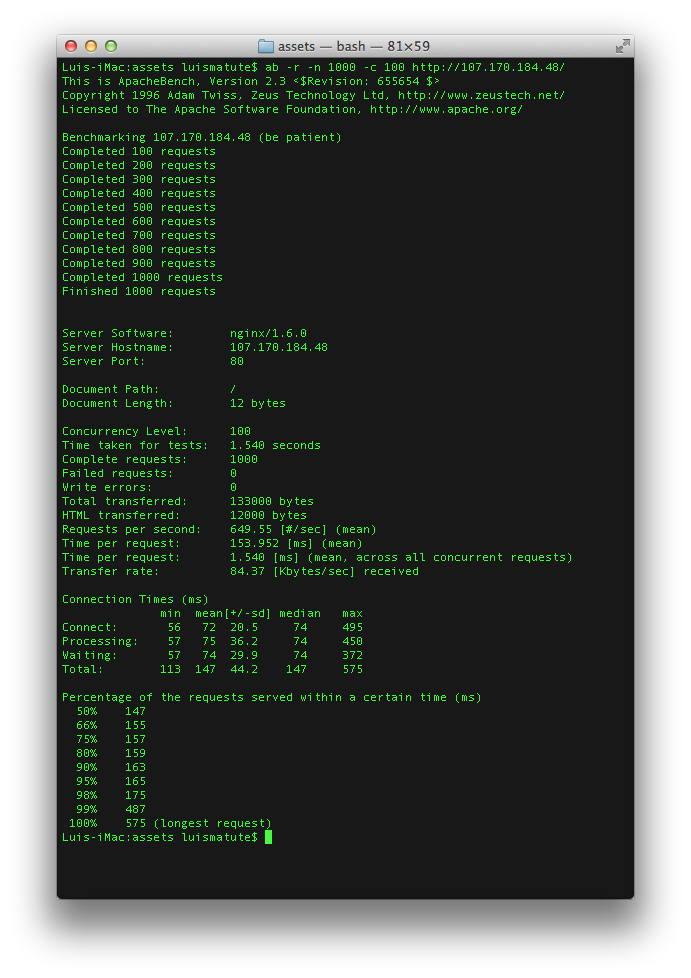 assets — bash — 81×59
Luis-iMac:assets luismatute$ ab -r -n 1000 -c 100 http://107.170.184.48/
This is ApacheBench, Version 2.3 <$Revision: 655654 $>
Copyright 1996 Adam Twiss, Zeus Technology Ltd, http://www.zeustech.net/
Licensed to The Apache Software Foundation, http://www.apache.org/

Benchmarking 107.170.184.48 (be patient)
Completed 100 requests
Completed 200 requests
Completed 300 requests
Completed 400 requests
Completed 500 requests
Completed 600 requests
Completed 700 requests
Completed 800 requests
Completed 900 requests
Completed 1000 requests
Finished 1000 requests


Server Software:        nginx/1.6.0
Server Hostname:        107.170.184.48
Server Port:            80

Document Path:          /
Document Length:        12 bytes

Concurrency Level:      100
Time taken for tests:   1.540 seconds
Complete requests:      1000
Failed requests:        0
Write errors:           0
Total transferred:      133000 bytes
HTML transferred:       12000 bytes
Requests per second:    649.55 [#/sec] (mean)
Time per request:       153.952 [ms] (mean)
Time per request:       1.540 [ms] (mean, across all concurrent requests)
Transfer rate:          84.37 [Kbytes/sec] received

Connection Times (ms)
              min  mean[+/-sd] median   max
Connect:       56   72  20.5     74     495
Processing:    57   75  36.2     74     450
Waiting:       57   74  29.9     74     372
Total:        113  147  44.2    147     575

Percentage of the requests served within a certain time (ms)
  50%    147
  66%    155
  75%    157
  80%    159
  90%    163
  95%    165
  98%    175
  99%    487
 100%    575 (longest request)
Luis-iMac:assets luismatute$